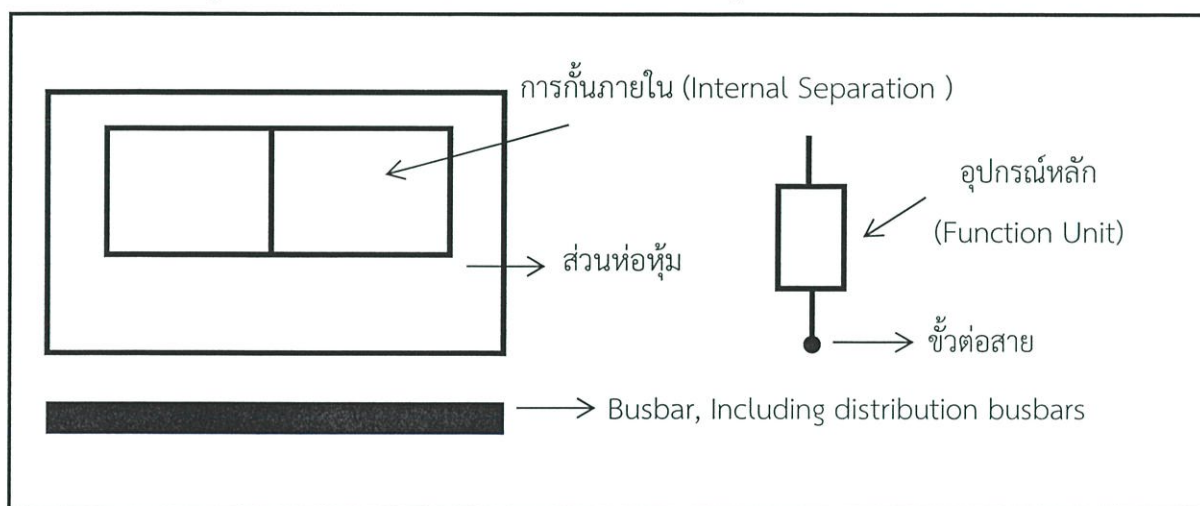 การกั้นภายใน (Internal Separation )
อุปกรณ์หลัก
(Function Unit)
ส่วนห่อหุ้ม
ขั้วต่อสาย
Busbar, Including distribution busbars